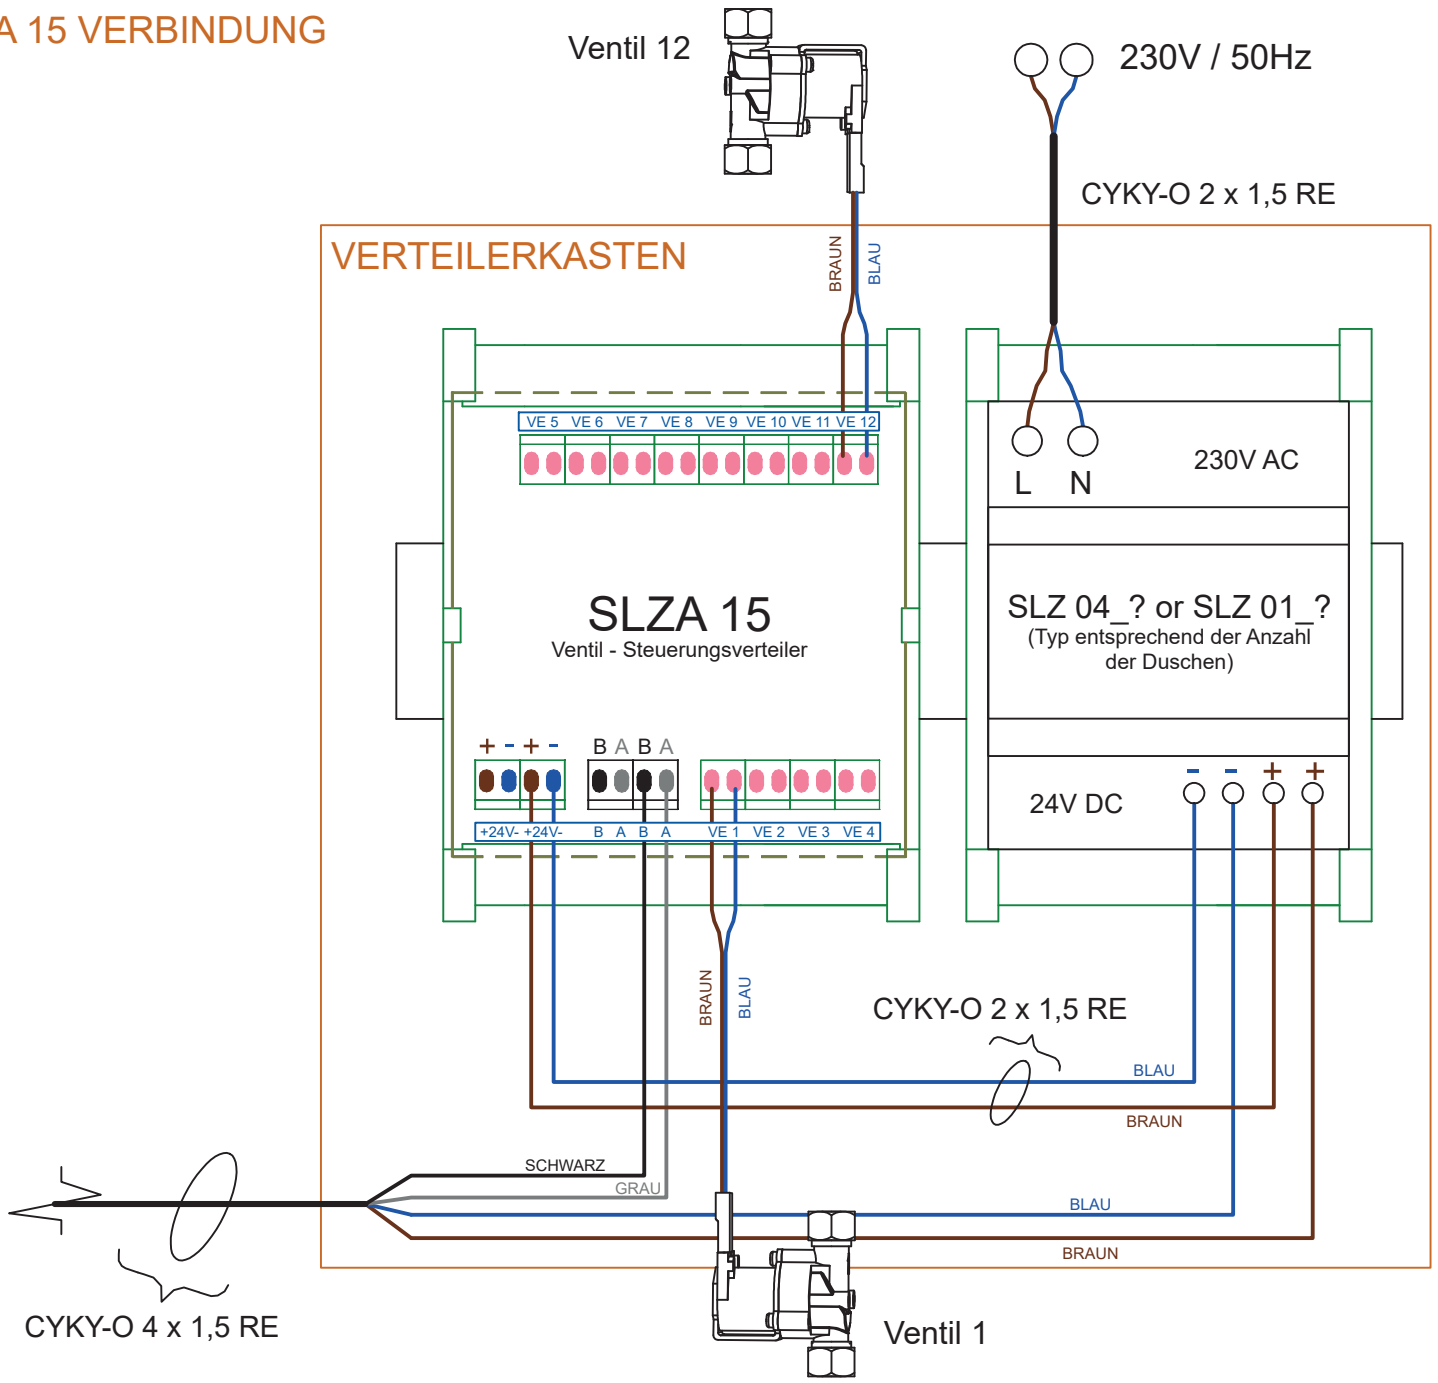 A 15 VERBINDUNG
Ventil 12
230V / 50Hz
CYKY-O 2 x 1,5 RE
VERTEILERKASTEN
BRAUN
BLAU
VE 5 VE 6 VE 7 VE 8 VE 9 VE 10 VE 11 VE 12
L N
230V AC
SLZA 15
Ventil - Steuerungsverteiler
SLZ 04_? or SLZ 01_?
(Typ entsprechend der Anzahl
der Duschen)
+ - + -
B A B A
- - + +
24V DC
+24V- +24V- B A B A VE 1 VE 2 VE 3 VE 4
BRAUN
BLAU
CYKY-O 2 x 1,5 RE
BLAU
BRAUN
SCHWARZ
GRAU
BLAU
BRAUN
CYKY-O 4 x 1,5 RE
Ventil 1